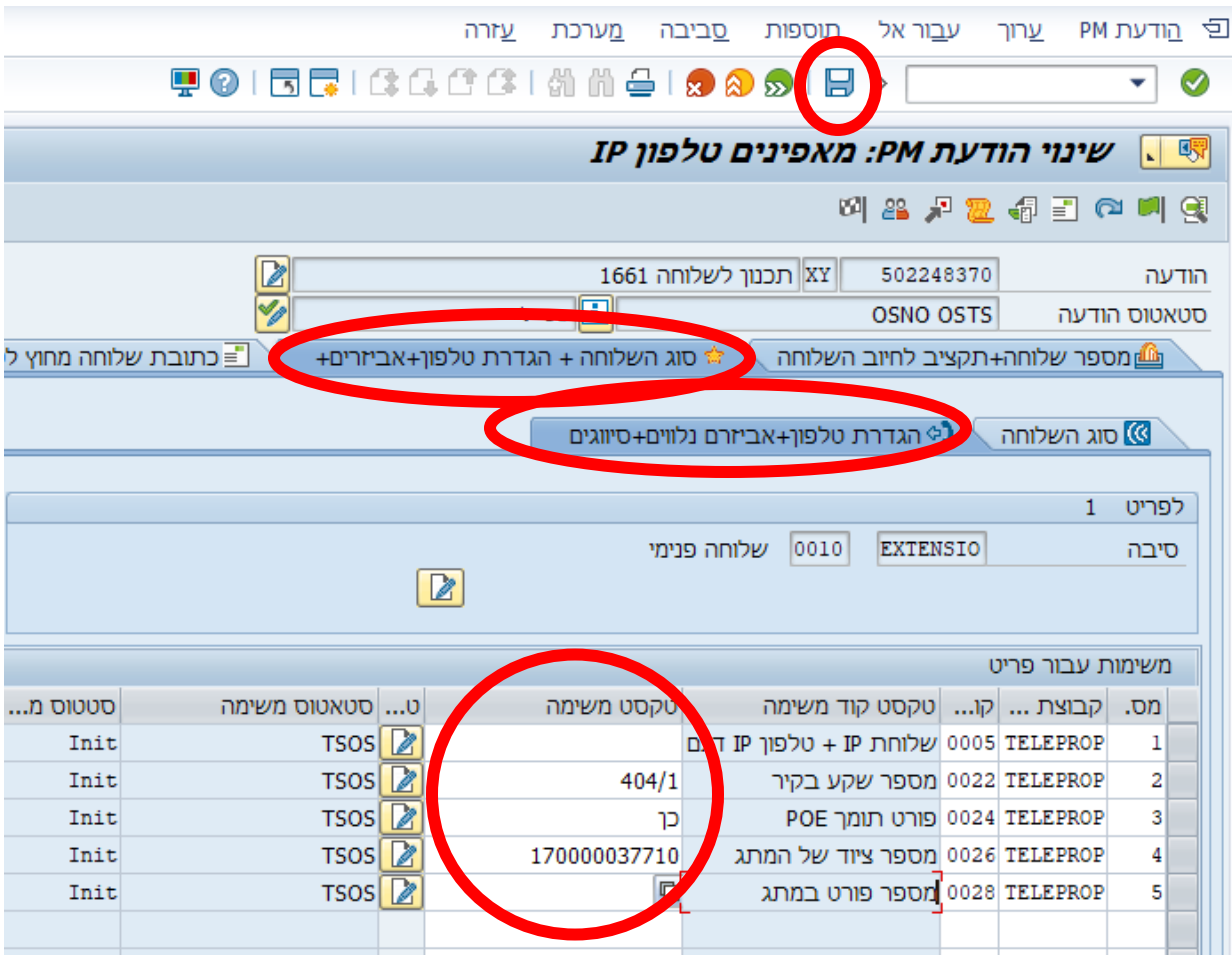 הודעת PM ערוך עבור אל תוספות סביבה מערכת עזרה
שינוי הודעת PM: מאפינים טלפון IP
הודעה 502248370 XY תכנון לשלוחה 1661
סטאטוס הודעה OSNO OSTS
מספר שלוחה+תקציב לחיוב השלוחה סוג השלוחה + הגדרת טלפון+אביזרים+ כתובת שלוחה מחוץ
סוג השלוחה הגדרת טלפון+אביזרם נלווים+סיווגים
לפריט 1
סיבה EXTENSIO 0010 שלוחה פנימי
משימות עבור פריט
מס. קבוצת ... קו... טקסט קוד משימה טקסט משימה ט... סטאטוס משימה סטטוס מ...
1 TELEPROP 0005 שלוחת IP + טלפון IP TSOS Init
2 TELEPROP 0022 מספר שקע בקיר 404/1 TSOS Init
3 TELEPROP 0024 פורט תומך POE כן TSOS Init
4 TELEPROP 0026 מספר ציוד של המתג 170000037710 TSOS Init
5 TELEPROP 0028 מספר פורט במתג TSOS Init